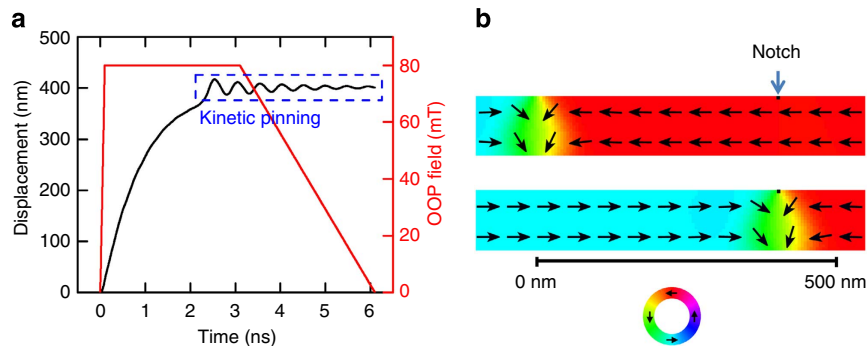 a
500
400
300
200
100
0
Displacement (nm)
0 1 2 3 4 5 6
Time (ns)
80
60
40
20
0
OOP field (mT)
Kinetic pinning
b
Notch
0 nm
500 nm